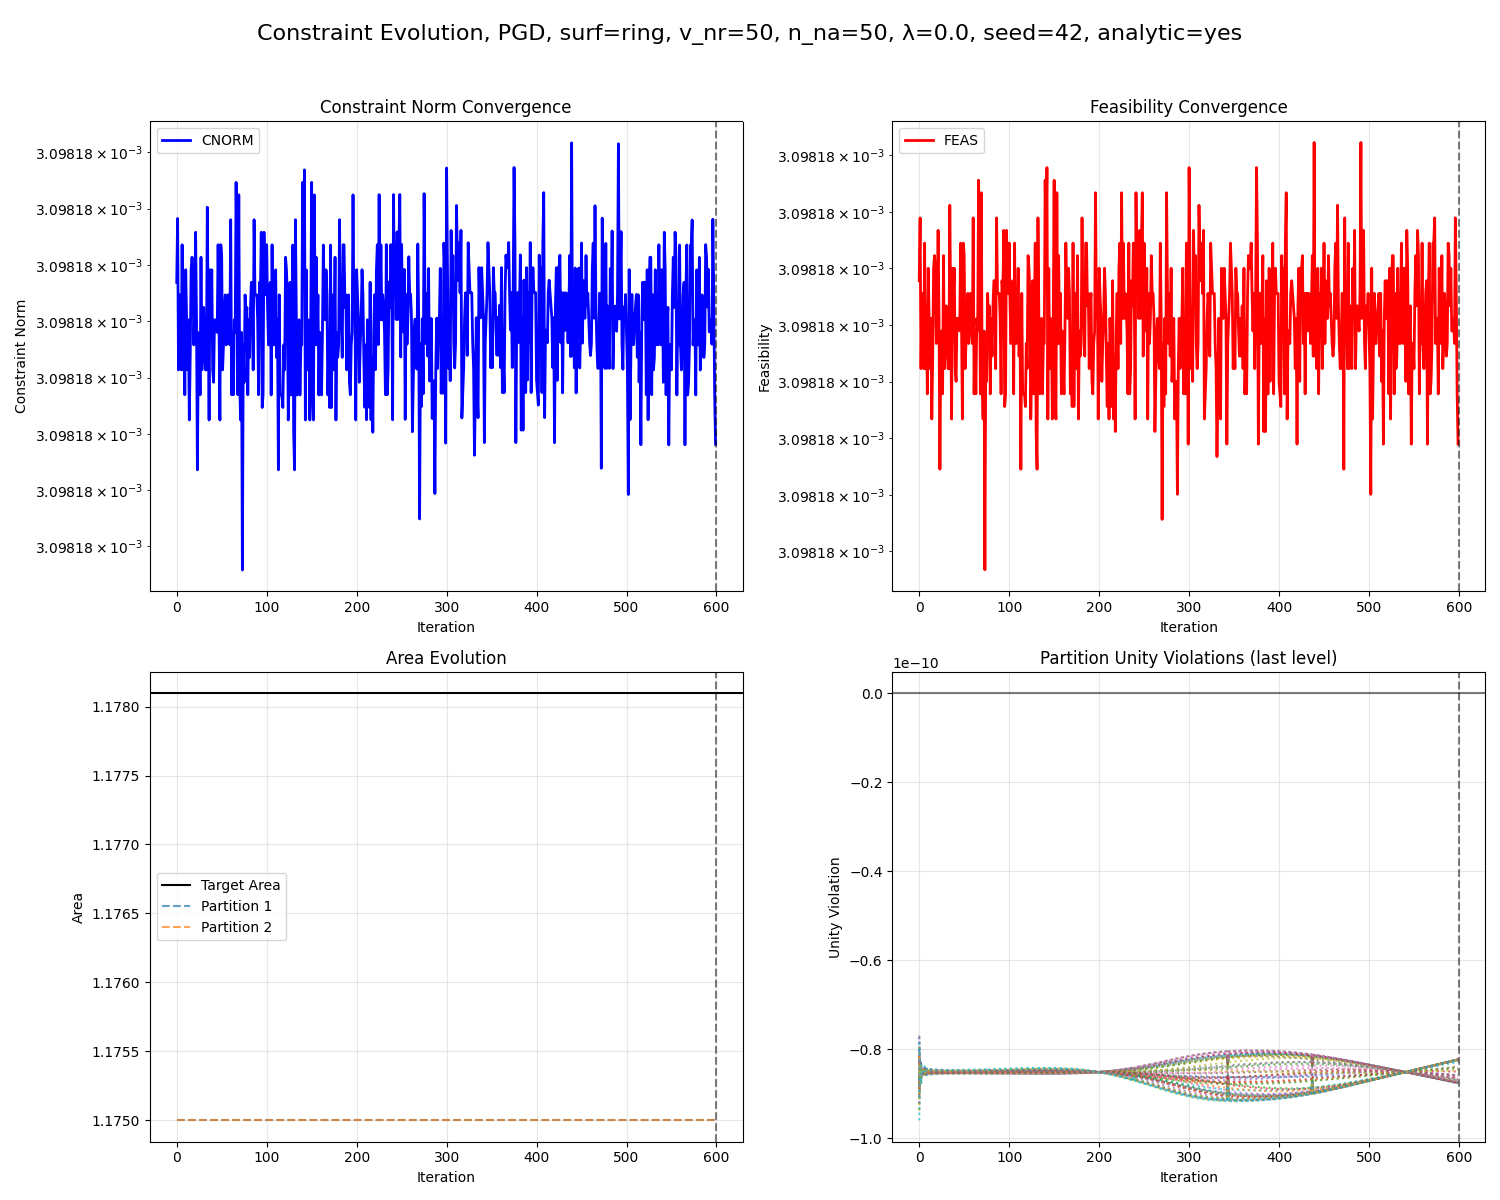 Constraint Evolution, PGD, surf=ring, v_nr=50, n_na=50, λ=0.0, seed=42, analytic=yes
Constraint Norm Convergence
CNORM
3.09818 × 10⁻³
3.09818 × 10⁻³
3.09818 × 10⁻³
3.09818 × 10⁻³
3.09818 × 10⁻³
3.09818 × 10⁻³
3.09818 × 10⁻³
3.09818 × 10⁻³
Constraint Norm
0 100 200 300 400 500 600
Iteration
Feasibility Convergence
FEAS
3.09818 × 10⁻³
3.09818 × 10⁻³
3.09818 × 10⁻³
3.09818 × 10⁻³
3.09818 × 10⁻³
3.09818 × 10⁻³
3.09818 × 10⁻³
3.09818 × 10⁻³
Feasibility
0 100 200 300 400 500 600
Iteration
Area Evolution
1.1780
1.1775
1.1770
1.1765
1.1760
1.1755
1.1750
Area
Target Area
Partition 1
Partition 2
0 100 200 300 400 500 600
Iteration
Partition Unity Violations (last level)
1e−10
0.0
−0.2
−0.4
−0.6
−0.8
−1.0
Unity Violation
0 100 200 300 400 500 600
Iteration